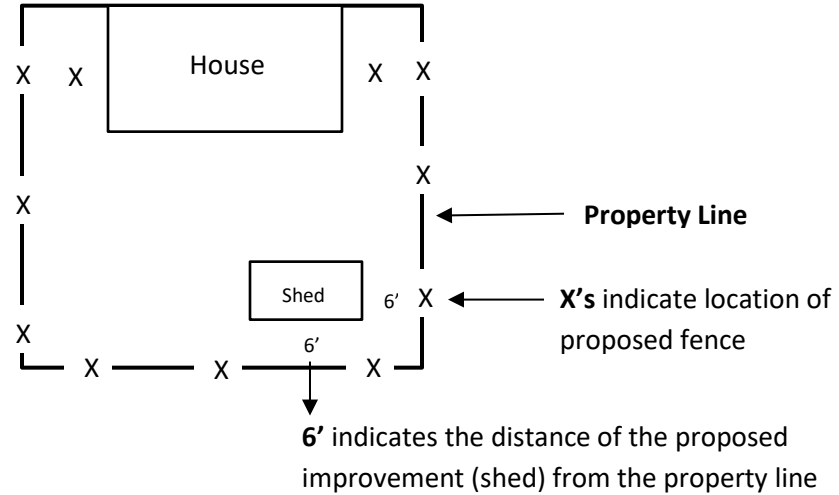 House
X X X X
X
X
Property Line
Shed
6’ X
X’s indicate location of
proposed fence
X
6’
X X X
6’ indicates the distance of the proposed
improvement (shed) from the property line